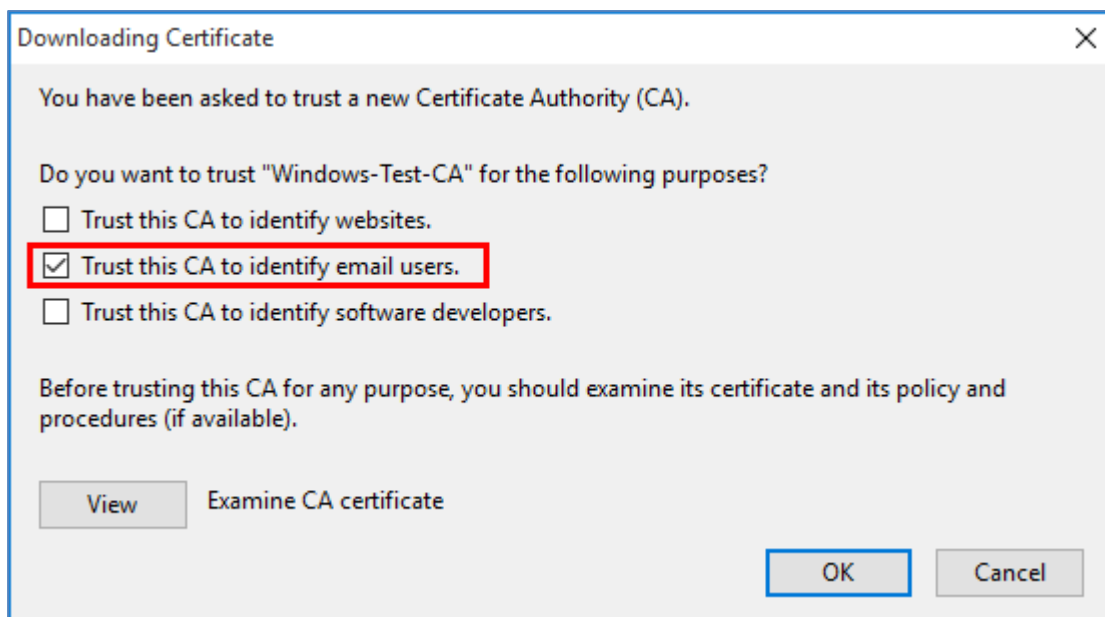 Downloading Certificate
You have been asked to trust a new Certificate Authority (CA).
Do you want to trust "Windows-Test-CA" for the following purposes?
Trust this CA to identify websites.
Trust this CA to identify email users.
Trust this CA to identify software developers.
Before trusting this CA for any purpose, you should examine its certificate and its policy and
procedures (if available).
View Examine CA certificate
OK Cancel